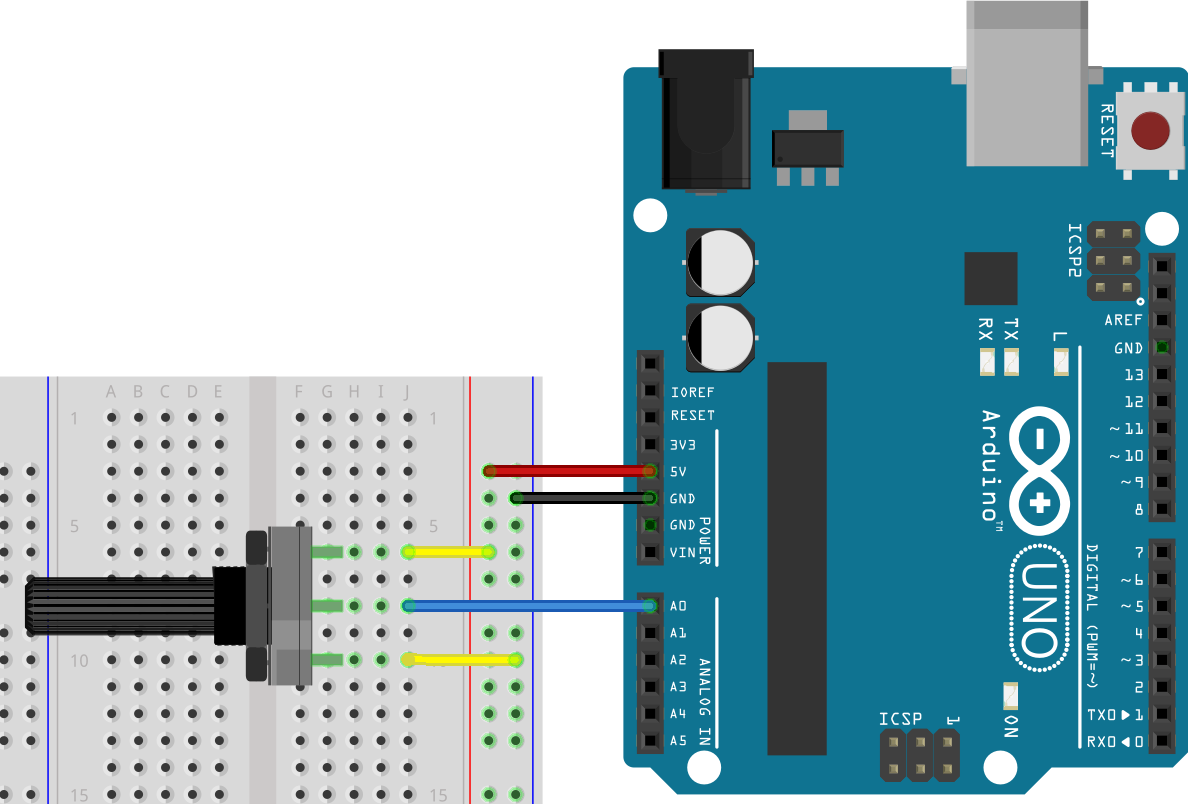 A B C D E F G H I J
1 1
5 5
10
15 15
RESET
ICSP2
AREF
GND
13
12
~11
~10
~9
8
7
~6
~5
4
~3
2
TX0▶1
RX0◀0
RX
TX
L
IOREF
RESET
3V3
5V
GND
GND
VIN
POWER
A0
A1
A2
A3
A4
A5
ANALOG IN
Arduino™
UNO
DIGITAL (PWM=~)
ICSP
1
ON